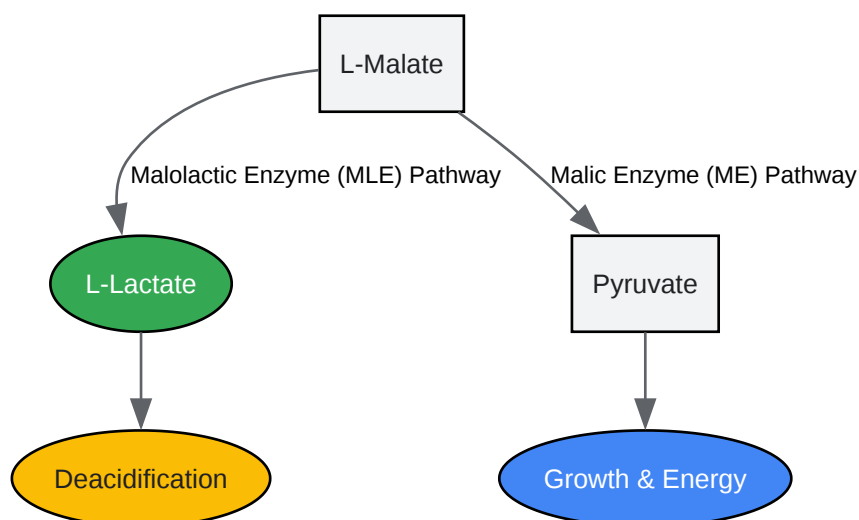 L-Malate
Malolactic Enzyme (MLE) Pathway
Malic Enzyme (ME) Pathway
L-Lactate
Pyruvate
Deacidification
Growth & Energy